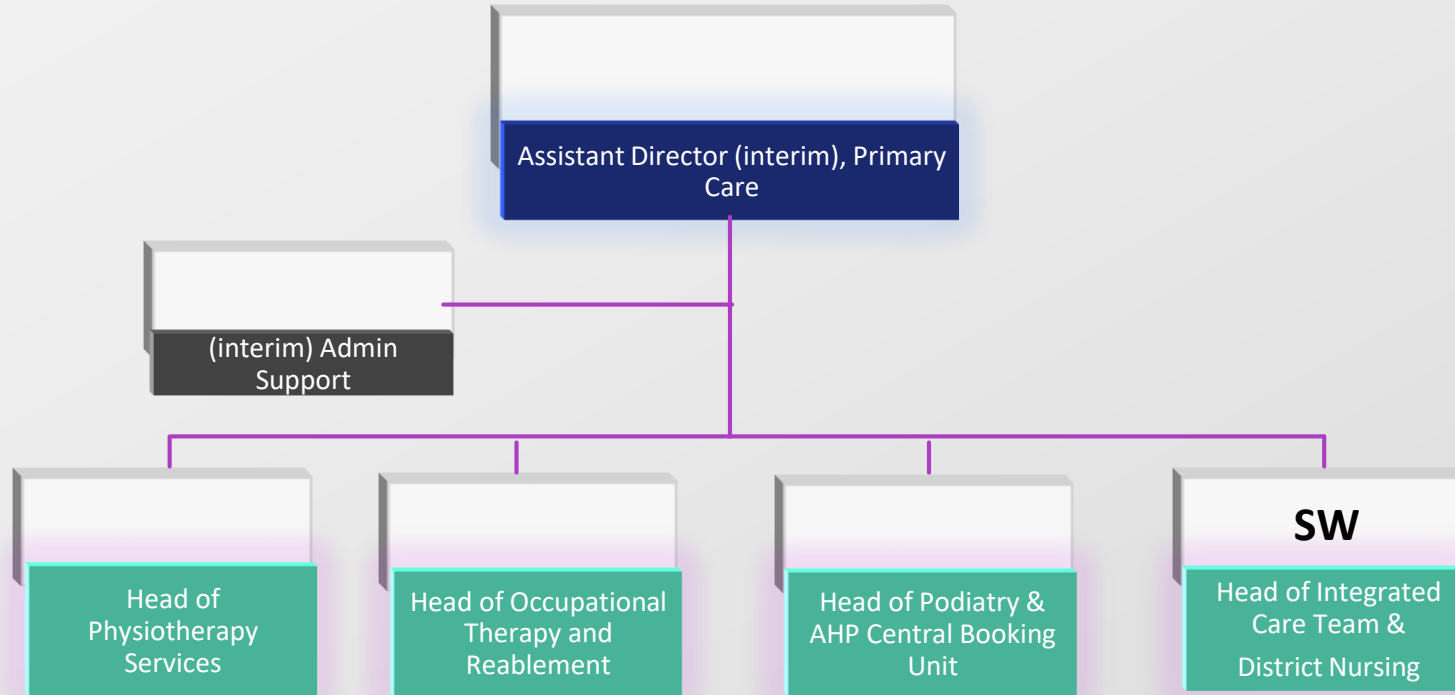 Assistant Director (interim), Primary
Care
(interim) Admin
Support
Head of
Physiotherapy
Services
Head of Occupational
Therapy and
Reablement
Head of Podiatry &
AHP Central Booking
Unit
SW
Head of Integrated
Care Team &
District Nursing